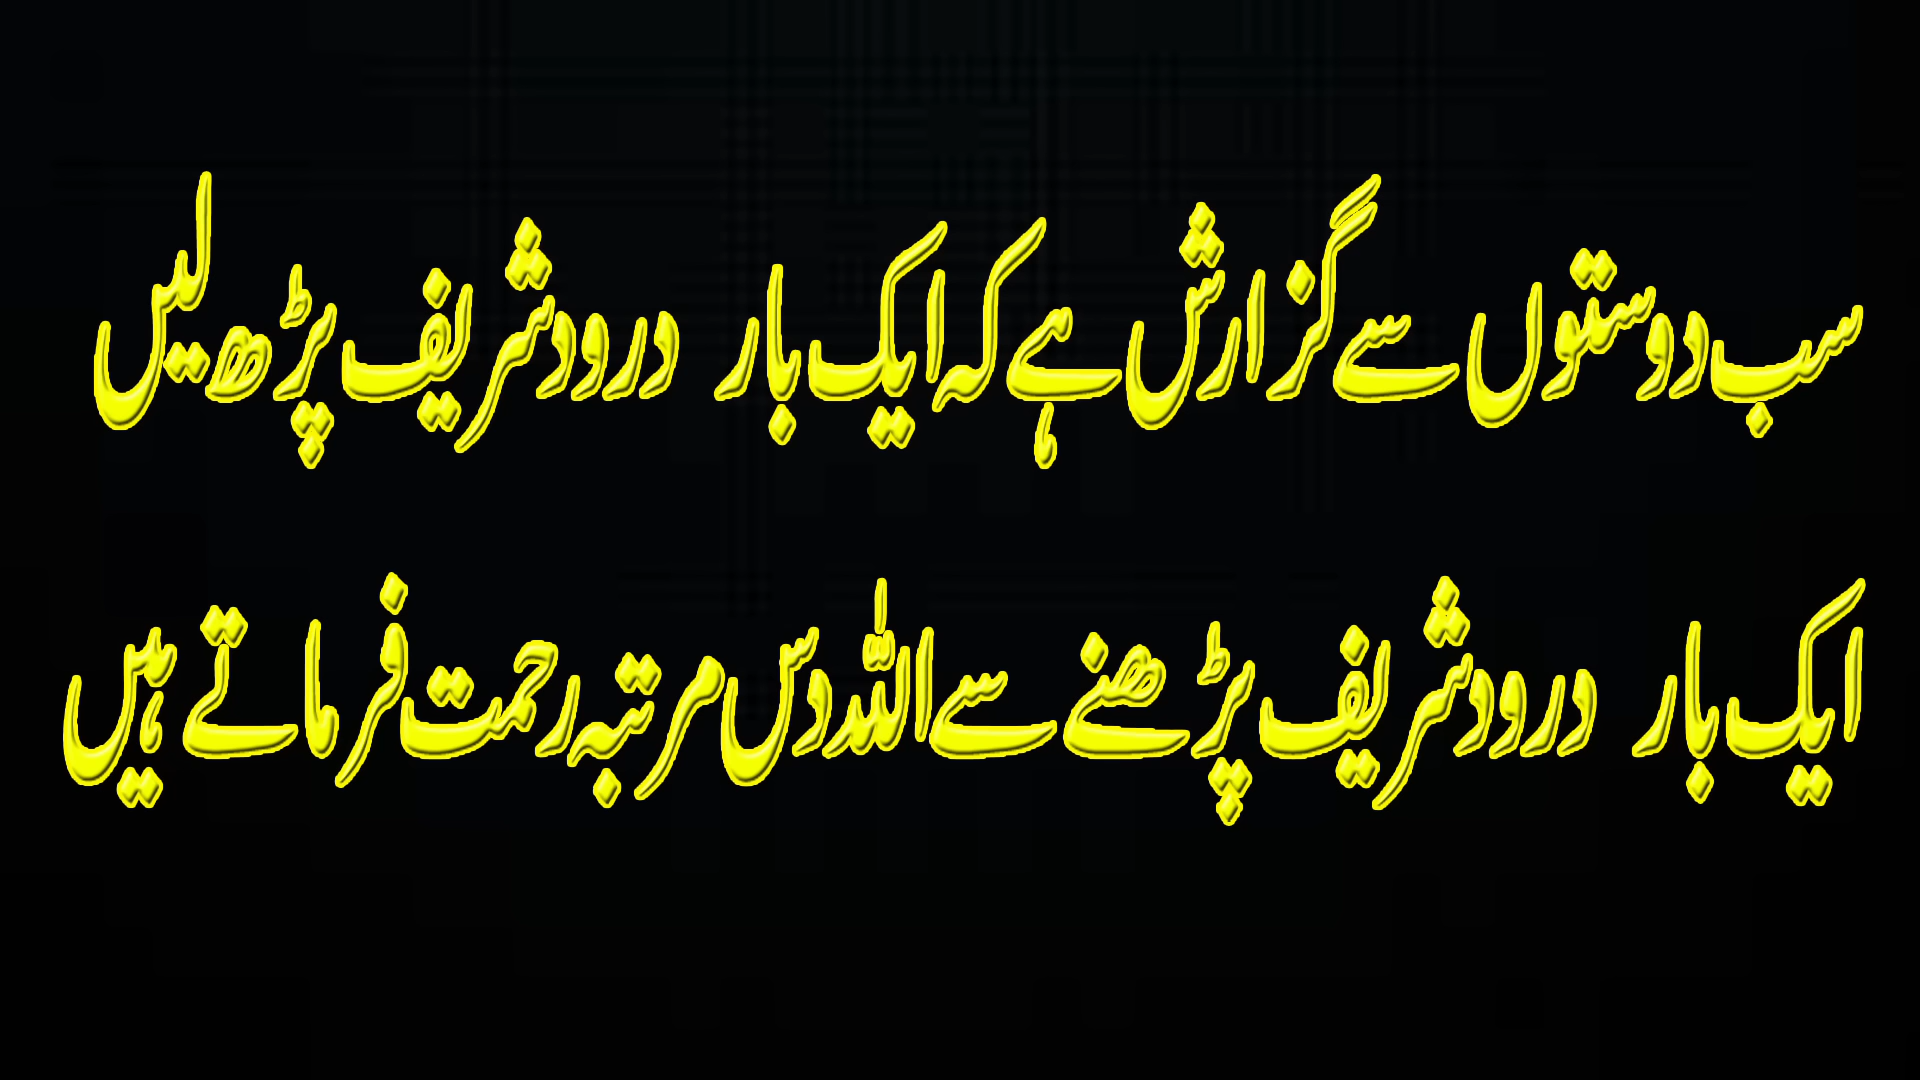 سب دوستوں سے گزارش ہے کہ ایک بار درود شریف پڑھ لیں
ایک بار درود شریف پڑھنے سے اللہ دس مرتبہ رحمت فرماتے ہیں